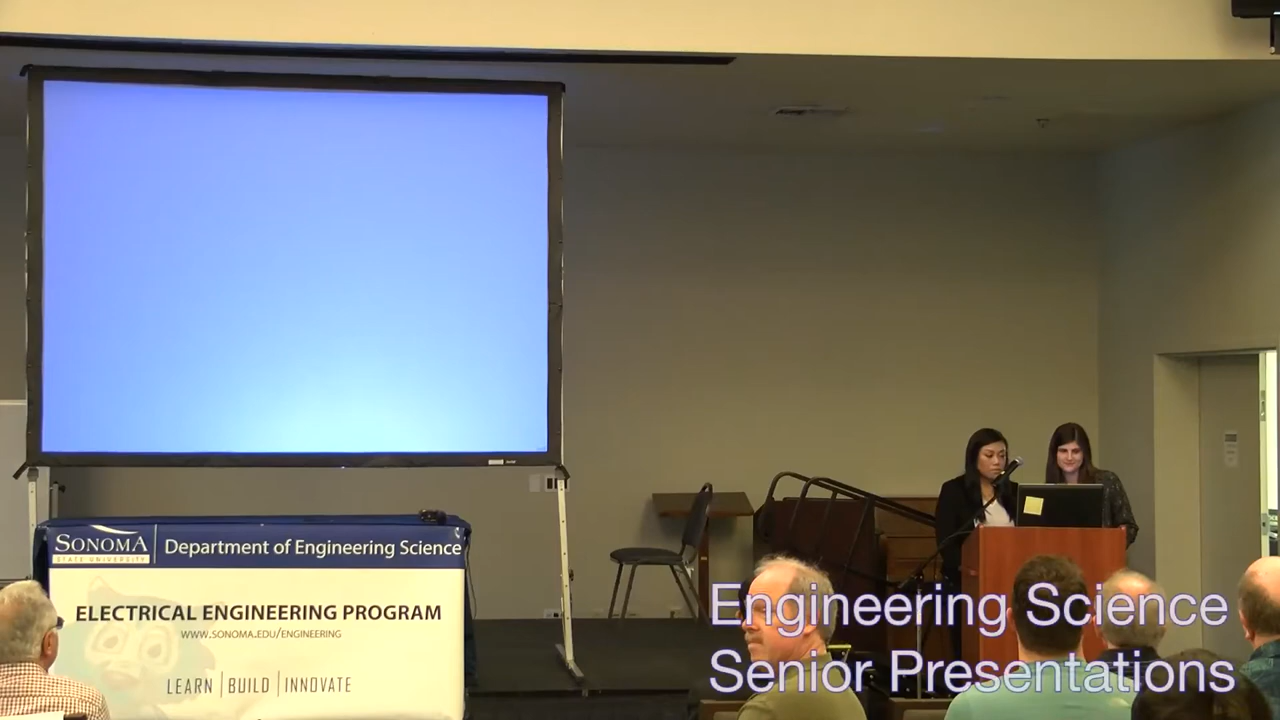 SONOMA
STATE UNIVERSITY
Department of Engineering Science
ELECTRICAL ENGINEERING PROGRAM
WWW.SONOMA.EDU/ENGINEERING
LEARN | BUILD | INNOVATE
Engineering Science
Senior Presentations